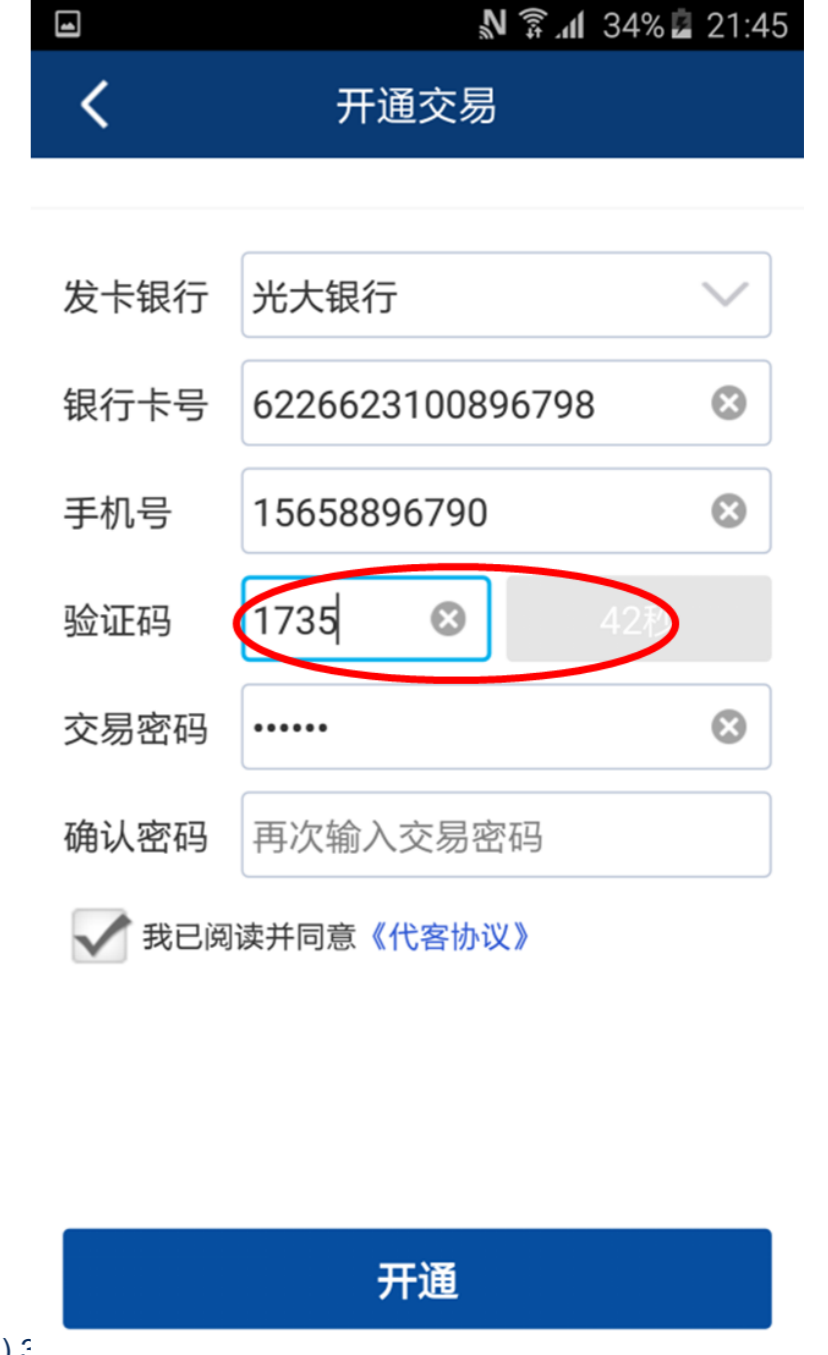 34% 21:45
开通交易
发卡银行 光大银行
银行卡号 6226623100896798
手机号 15658896790
验证码 1735 42秒
交易密码 ••••••
确认密码 再次输入交易密码
我已阅读并同意《代客协议》
开通
)